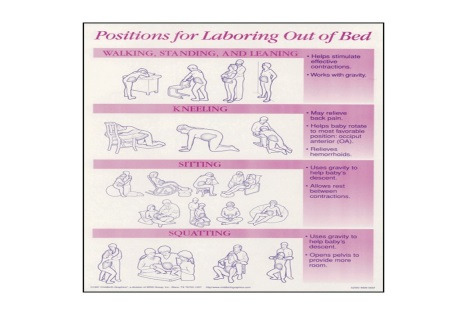 Positions for Laboring Out of Bed
WALKING, STANDING, AND LEANING
• Helps stimulate
effective
contractions.
• Works with gravity.
KNEELING
• May relieve
back pain.
• Helps baby rotate
to most favorable
position: occiput
anterior (OA).
• Relieves
hemorrhoids.
SITTING
• Uses gravity to
help baby's
descent.
• Allows rest
between
contractions.
SQUATTING
• Uses gravity to
help baby's
descent.
• Opens pelvis to
provide more
room.